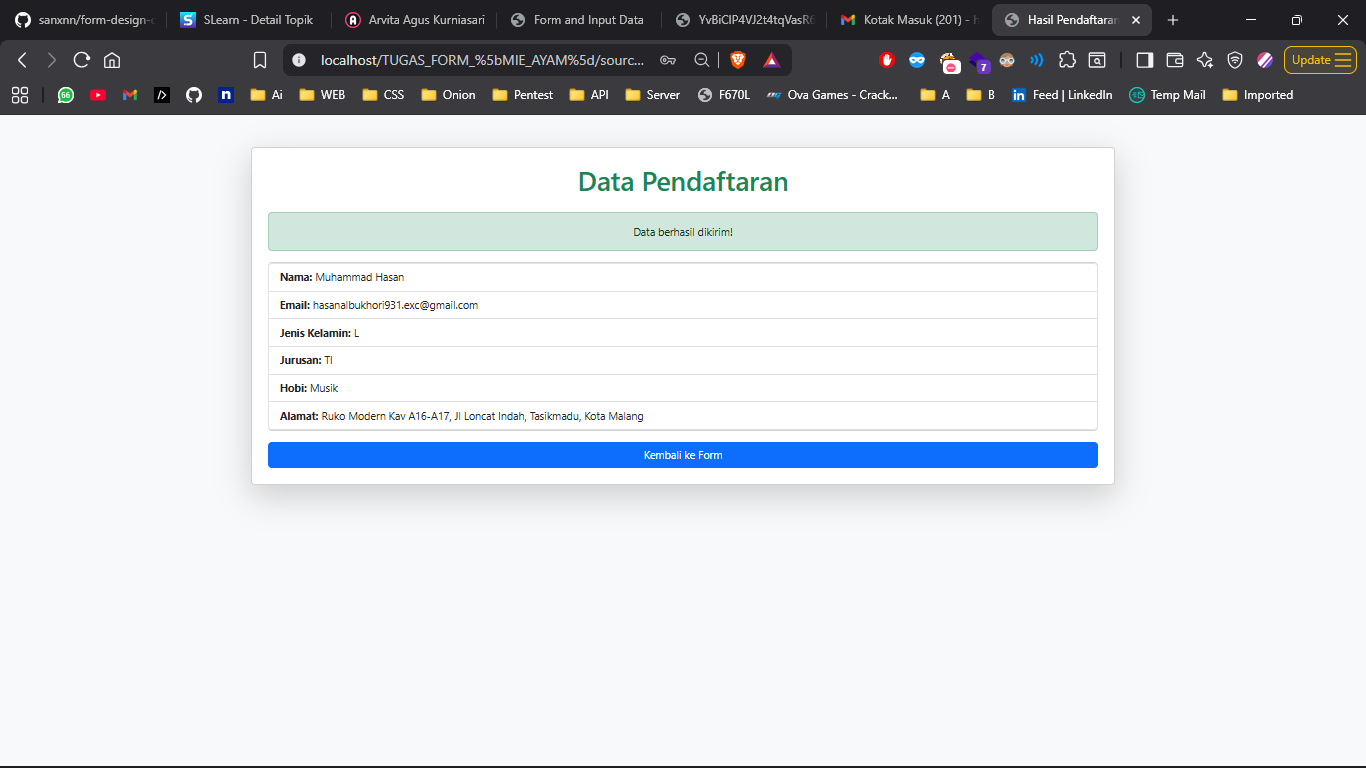 sanxnn/form-design-
SLearn - Detail Topik
Arvita Agus Kurniasari
Form and Input Data
YvBiCIP4VJ2t4tqVasR6
Kotak Masuk (201) - h
Hasil Pendaftaran
localhost/TUGAS_FORM_%5bMIE_AYAM%5d/sourc...
7
Update
66
Ai
WEB
CSS
Onion
Pentest
API
Server
F670L
Ova Games - Crack...
A
B
Feed | LinkedIn
Temp Mail
Imported
Data Pendaftaran
Data berhasil dikirim!
Nama: Muhammad Hasan
Email: hasanalbukhori931.exc@gmail.com
Jenis Kelamin: L
Jurusan: TI
Hobi: Musik
Alamat: Ruko Modern Kav A16-A17, Jl Loncat Indah, Tasikmadu, Kota Malang
Kembali ke Form